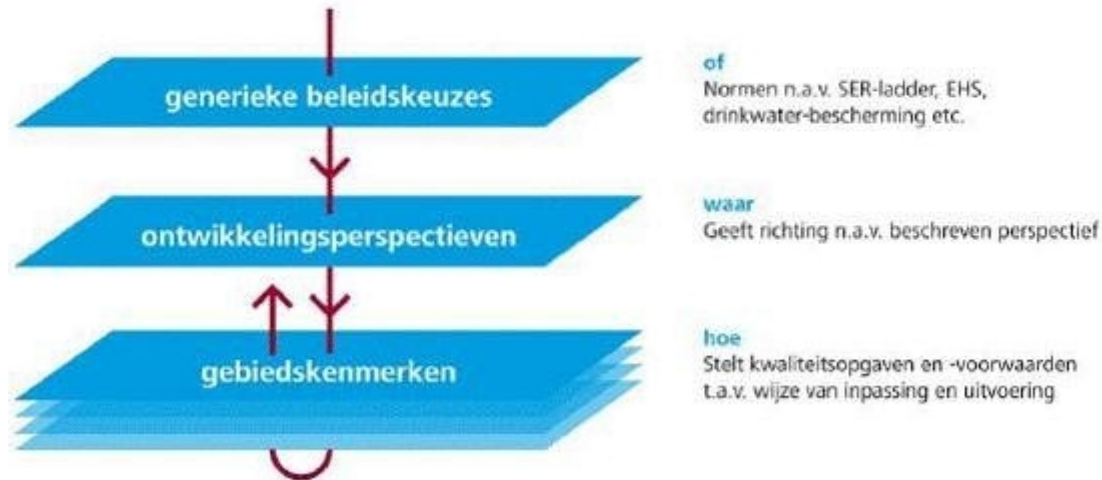 generieke beleidskeuzes
of
Normen n.a.v. SER-ladder, EHS,
drinkwater-bescherming etc.
ontwikkelingsperspectieven
waar
Geeft richting n.a.v. beschreven perspectief
gebiedskenmerken
hoe
Stelt kwaliteitsopgaven en -voorwaarden
t.a.v. wijze van inpassing en uitvoering